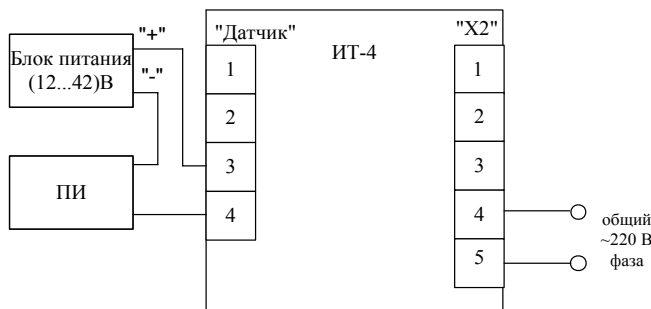 "+"
"Датчик"
ИТ-4
"X2"
Блок питания
(12...42)В
"-"
1
2
3
4
ПИ
1
2
3
4
5
общий
~220 В
фаза